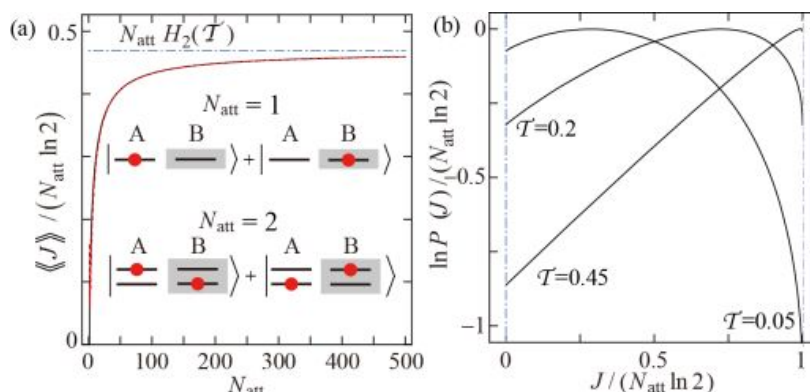 (a)
0.5
N_att H_2(𝒯)
⟪J⟫ / (N_att ln 2)
N_att = 1
A B A B
| ⟩ + | ⟩
N_att = 2
A B A B
| ⟩ + | ⟩
0
0 100 200 300 400 500
N_att
(b)
0
-0.5
-1
ln P (J) / (N_att ln 2)
𝒯=0.2
𝒯=0.45
𝒯=0.05
0 0.5 1
J / (N_att ln 2)